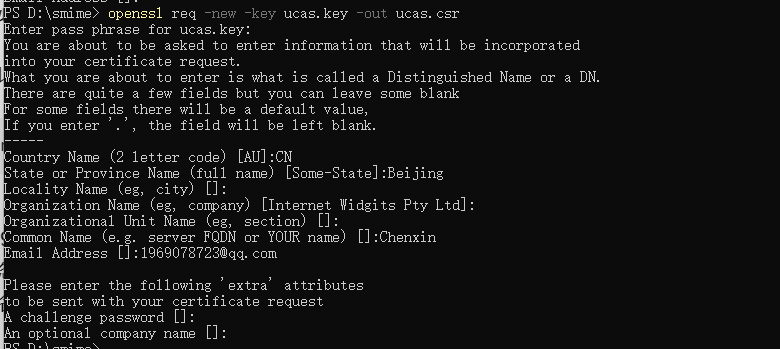 PS D:\smime> openssl req -new -key ucas.key -out ucas.csr
Enter pass phrase for ucas.key:
You are about to be asked to enter information that will be incorporated
into your certificate request.
What you are about to enter is what is called a Distinguished Name or a DN.
There are quite a few fields but you can leave some blank
For some fields there will be a default value,
If you enter '.', the field will be left blank.
-----
Country Name (2 letter code) [AU]:CN
State or Province Name (full name) [Some-State]:Beijing
Locality Name (eg, city) []:
Organization Name (eg, company) [Internet Widgits Pty Ltd]:
Organizational Unit Name (eg, section) []:
Common Name (e.g. server FQDN or YOUR name) []:Chenxin
Email Address []:1969078723@qq.com
Please enter the following 'extra' attributes
to be sent with your certificate request
A challenge password []:
An optional company name []:
PS D:\smime>